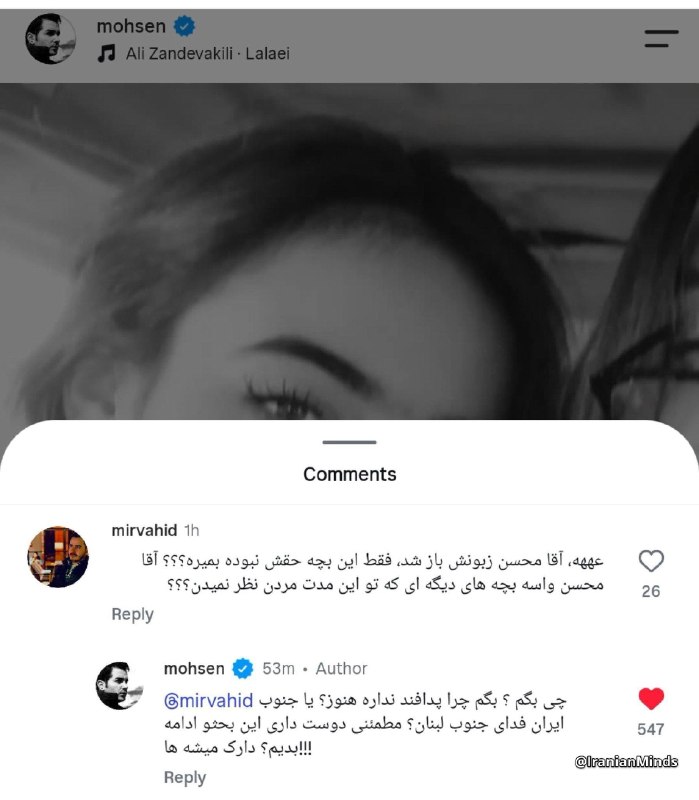 mohsen
Ali Zandevakili · Lalaei
Comments
mirvahid 1h
عههه، آقا محسن زبونش باز شد، فقط این بچه حقش نبوده بمیره؟؟؟ آقا
محسن واسه بچه های دیگه ای که تو این مدت مردن نظر نمیدن؟؟؟
26
Reply
mohsen 53m • Author
@mirvahid چی بگم ؟ بگم چرا پدافند نداره هنوز؟ یا جنوب
ایران فدای جنوب لبنان؟ مطمئنی دوست داری این بحثو ادامه
بدیم؟ دارک میشه ها!!!
547
Reply
@IranianMinds